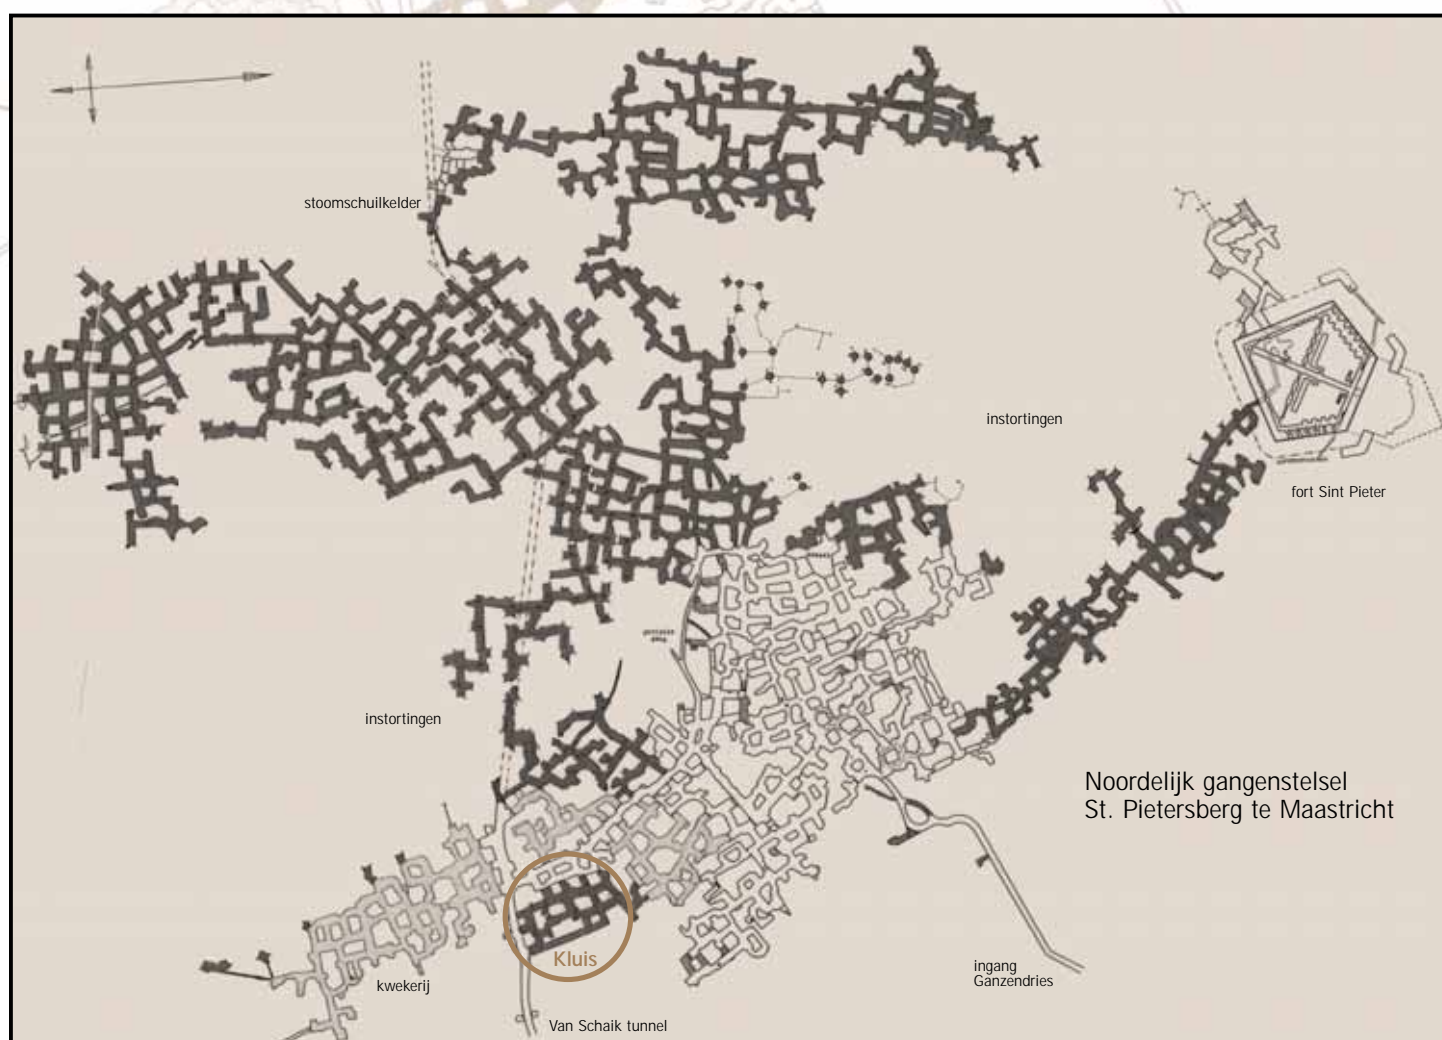 stoomschuilkelder
instortingen
fort Sint Pieter
instortingen
Noordelijk gangenstelsel
St. Pietersberg te Maastricht
Kluis
kwekerij
ingang
Ganzendries
Van Schaik tunnel